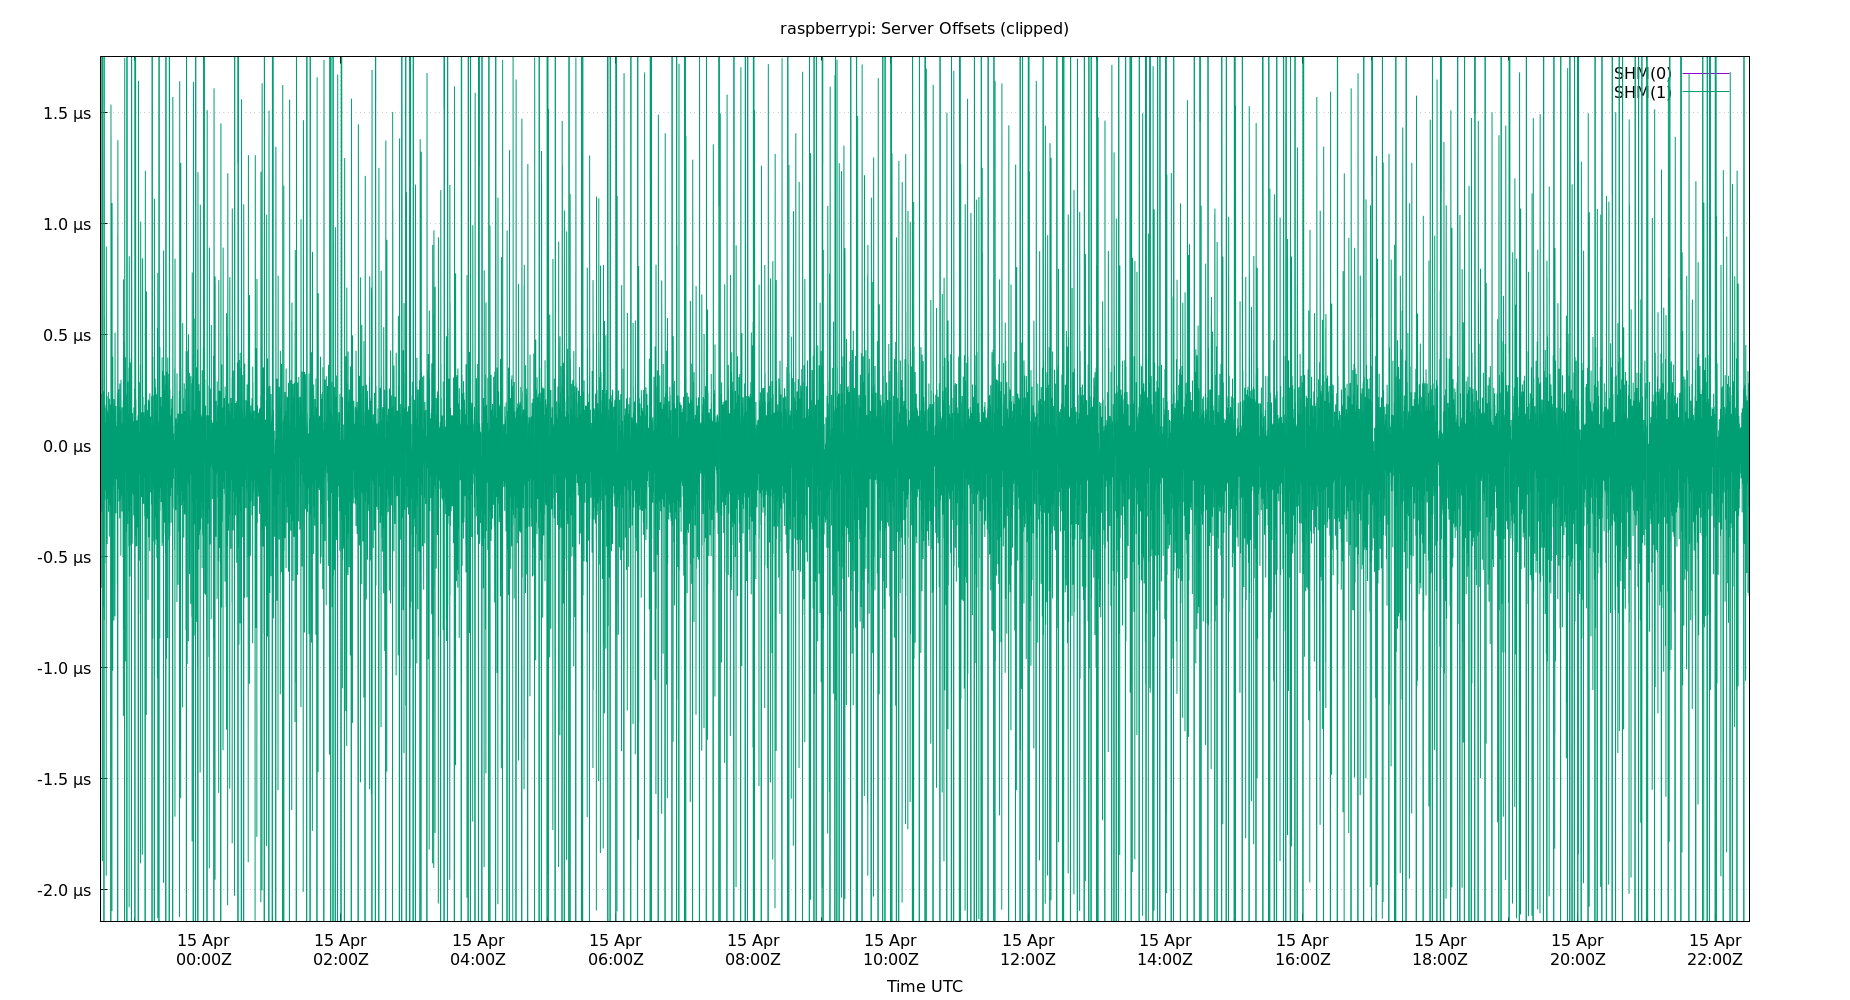 raspberrypi: Server Offsets (clipped)
SHM(0)
SHM(1)
1.5 µs
1.0 µs
0.5 µs
0.0 µs
-0.5 µs
-1.0 µs
-1.5 µs
-2.0 µs
15 Apr 15 Apr 15 Apr 15 Apr 15 Apr 15 Apr 15 Apr 15 Apr 15 Apr 15 Apr 15 Apr 15 Apr
00:00Z 02:00Z 04:00Z 06:00Z 08:00Z 10:00Z 12:00Z 14:00Z 16:00Z 18:00Z 20:00Z 22:00Z
Time UTC